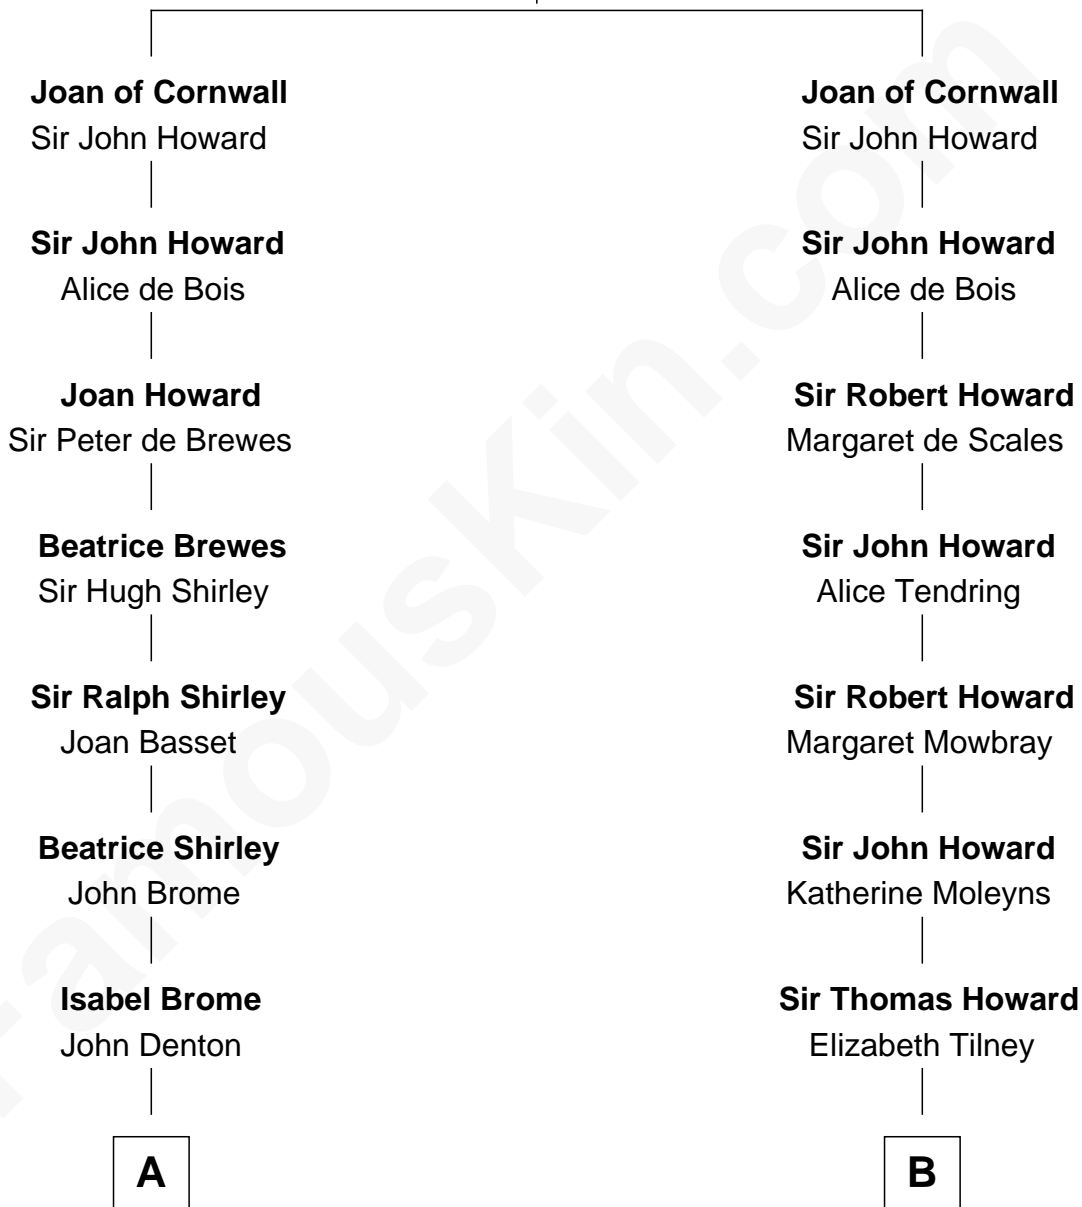 Joan of Cornwall
Sir John Howard
Sir John Howard
Alice de Bois
Joan Howard
Sir Peter de Brewes
Beatrice Brewes
Sir Hugh Shirley
Sir Ralph Shirley
Joan Basset
Beatrice Shirley
John Brome
Isabel Brome
John Denton
A
Joan of Cornwall
Sir John Howard
Sir John Howard
Alice de Bois
Sir Robert Howard
Margaret de Scales
Sir John Howard
Alice Tendring
Sir Robert Howard
Margaret Mowbray
Sir John Howard
Katherine Moleyns
Sir Thomas Howard
Elizabeth Tilney
B
FamousKin.com